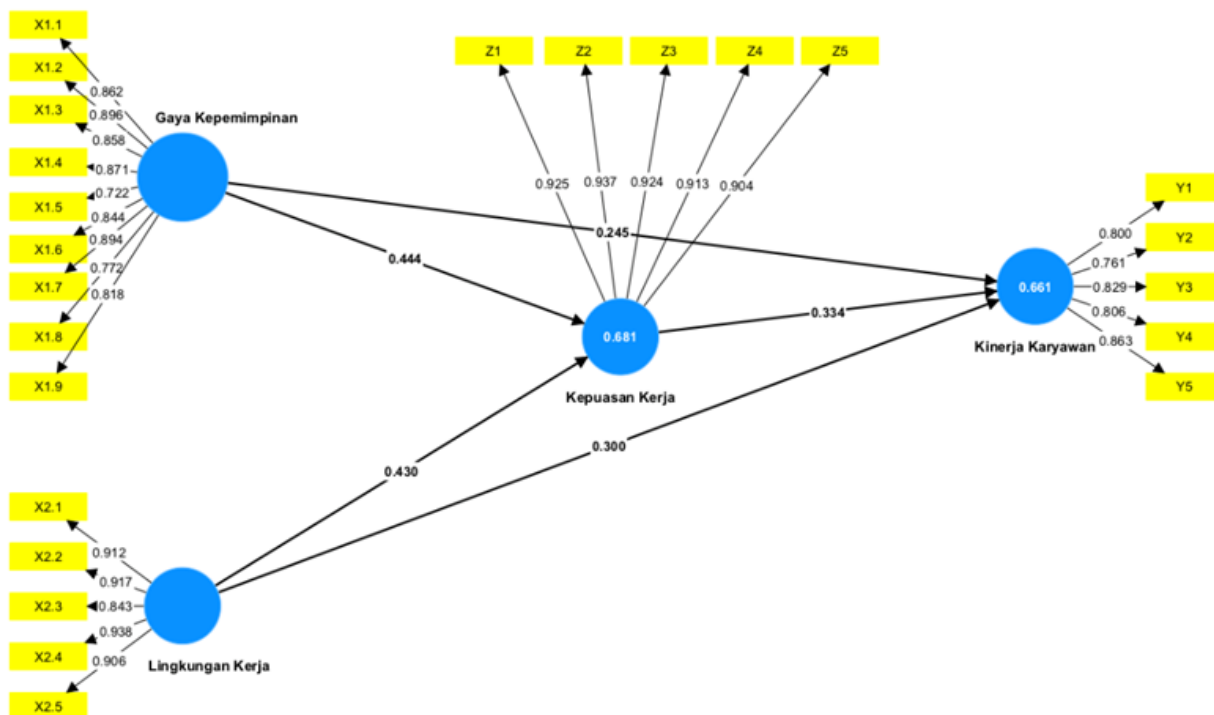 X1.1
X1.2
X1.3
X1.4
X1.5
X1.6
X1.7
X1.8
X1.9
0.862
0.896
0.858
0.871
0.722
0.844
0.894
0.772
0.818
Gaya Kepemimpinan
Z1 Z2 Z3 Z4 Z5
0.925 0.937 0.924 0.913 0.904
0.245
0.444
0.681
Kepuasan Kerja
0.334
0.430
0.300
0.661
Kinerja Karyawan
0.800
0.761
0.829
0.806
0.863
Y1
Y2
Y3
Y4
Y5
X2.1
X2.2
X2.3
X2.4
X2.5
0.912
0.917
0.843
0.938
0.906
Lingkungan Kerja